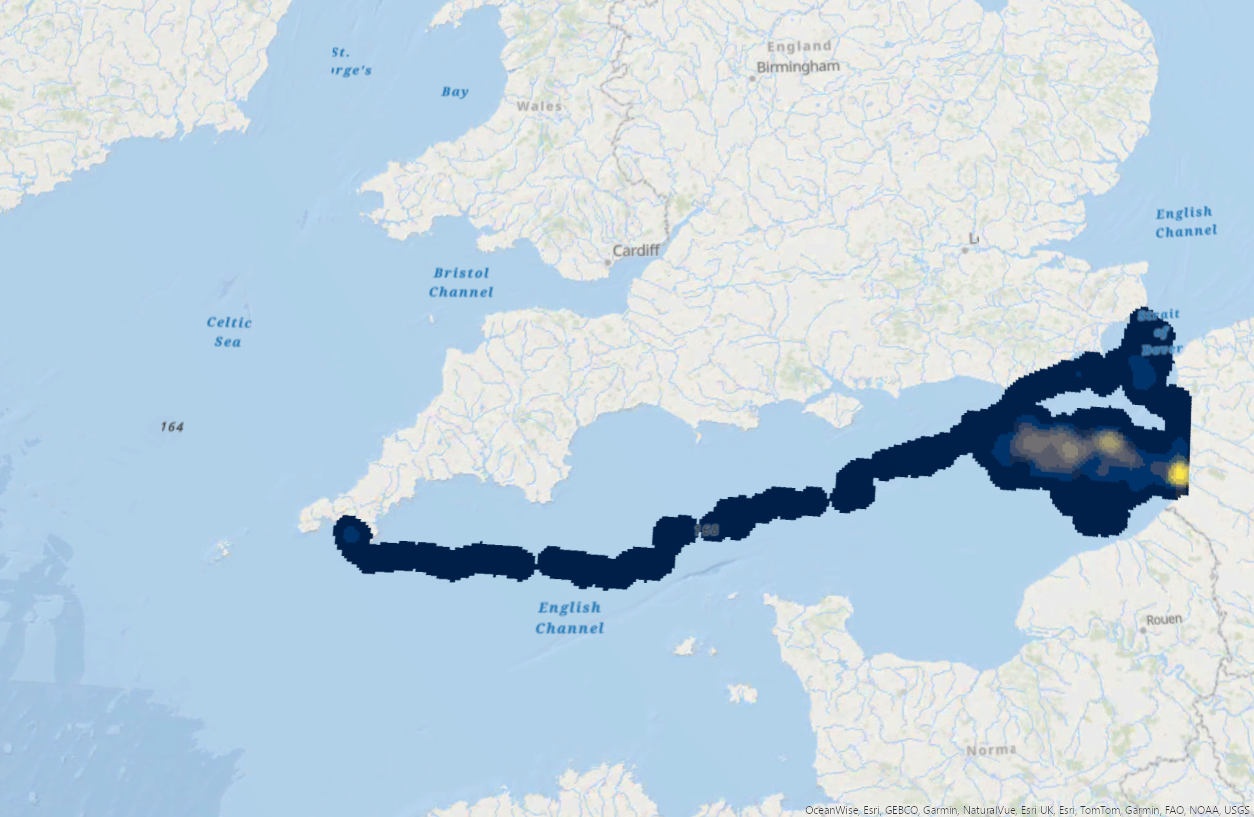 England
Birmingham
St.
rge's
Bay
Wales
English
Channel
Cardiff
Bristol
Channel
Celtic
Sea
Strait
of
Dover
164
168
English
Channel
Rouen
Norma
OceanWise, Esri, GEBCO, Garmin, NaturalVue, Esri UK, Esri, TomTom, Garmin, FAO, NOAA, USGS